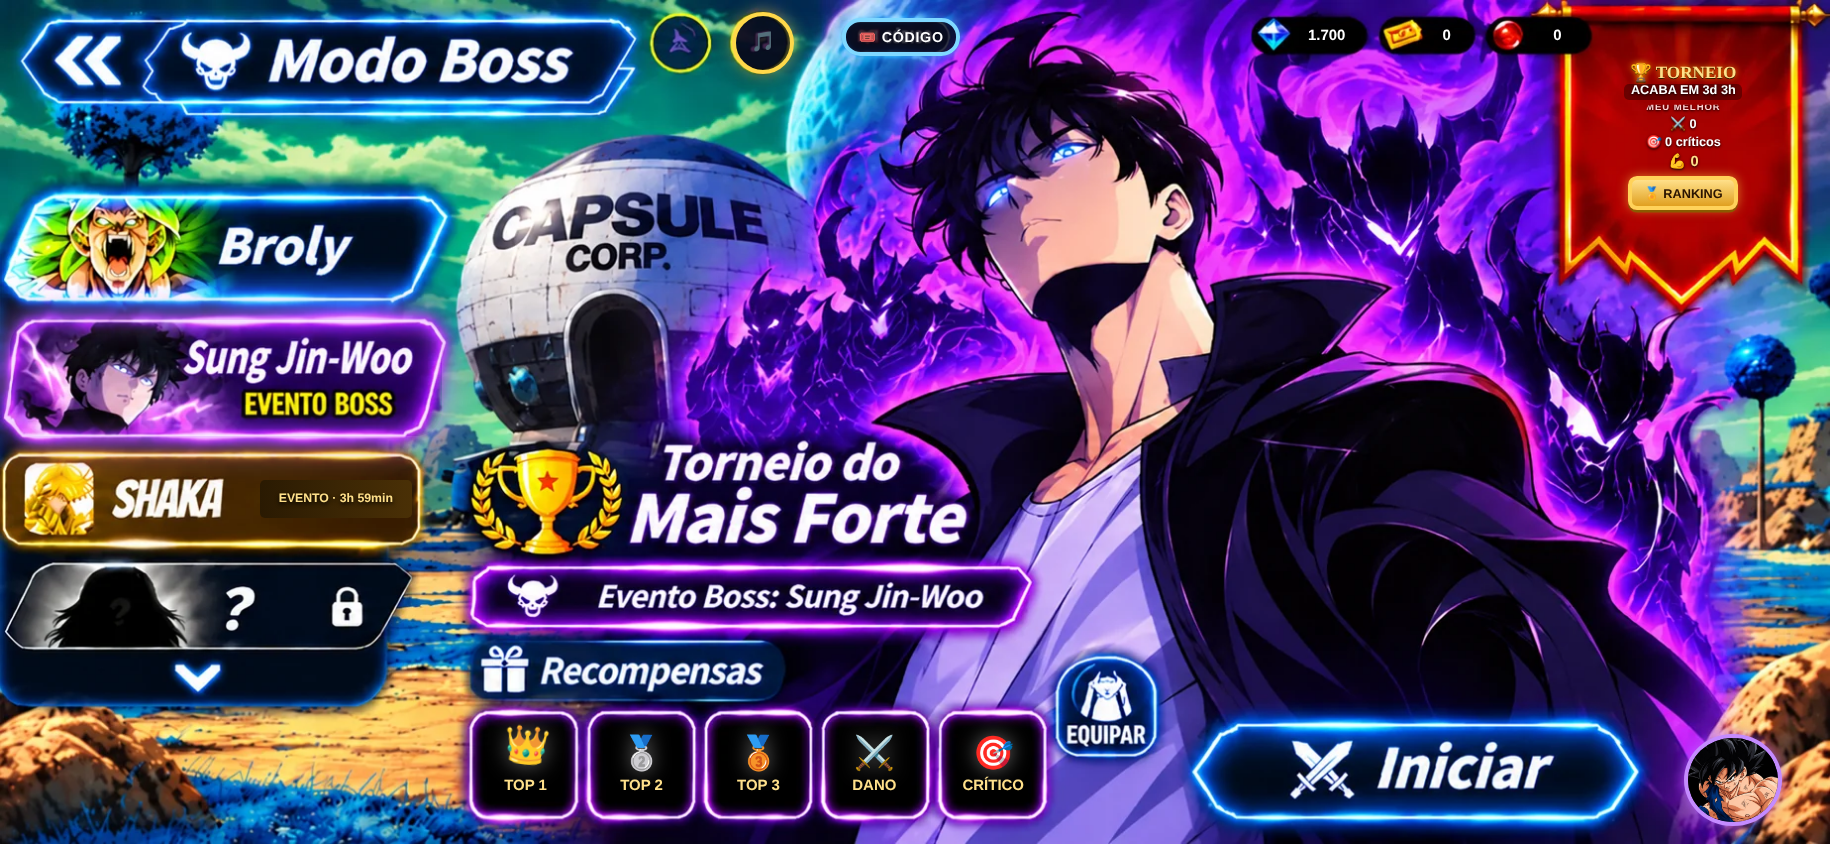 Modo Boss
CÓDIGO
1.700
0
0
🏆 TORNEIO
ACABA EM 3d 3h
MEU MELHOR
⚔️ 0
🎯 0 críticos
💪 0
🏅 RANKING
Broly
CAPSULE
CORP.
Sung Jin-Woo
EVENTO BOSS
SHAKA
EVENTO · 3h 59min
?
?
Torneio do
Mais Forte
Evento Boss: Sung Jin-Woo
Recompensas
TOP 1
2
TOP 2
3
TOP 3
DANO
CRÍTICO
EQUIPAR
Iniciar